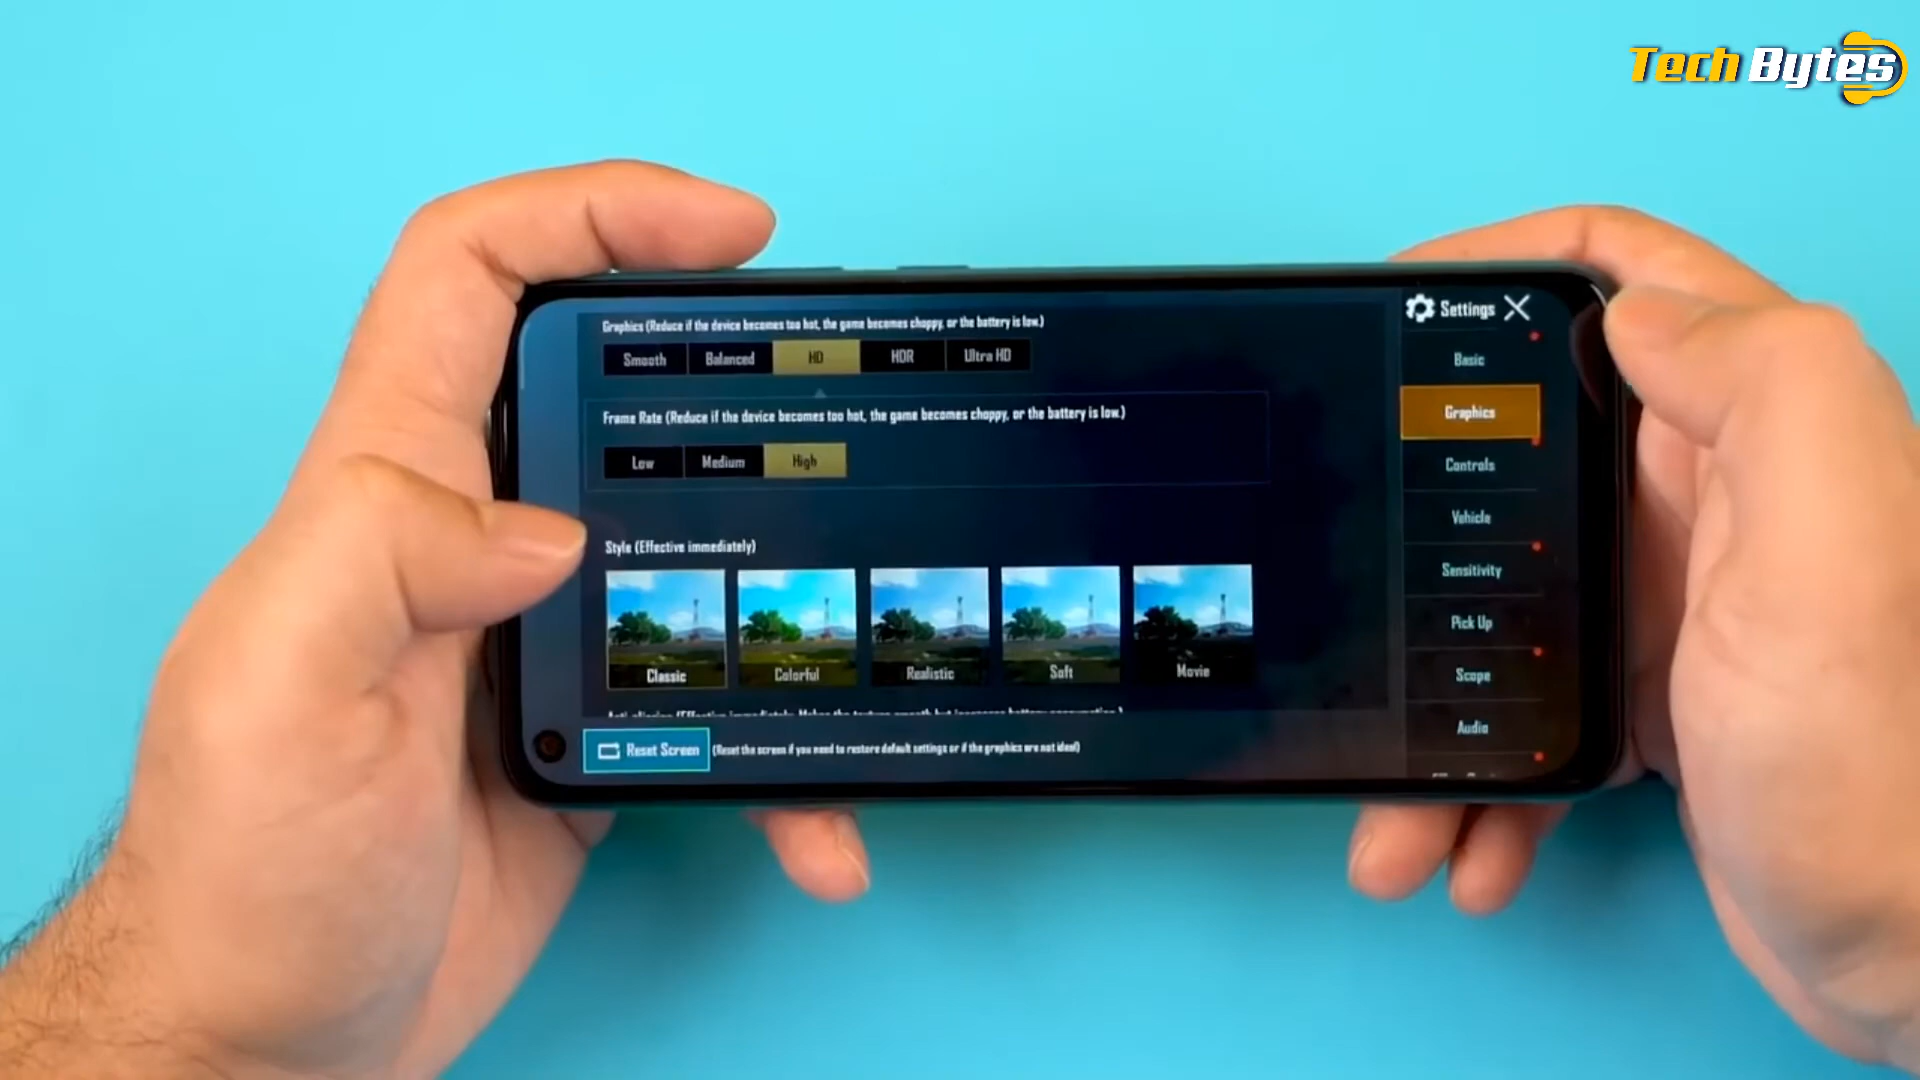 Tech Bytes
Settings
Graphics (Reduce if the device becomes too hot, the game becomes choppy, or the battery is low.)
Smooth Balanced HD HDR Ultra HD
Frame Rate (Reduce if the device becomes too hot, the game becomes choppy, or the battery is low.)
Low Medium High
Style (Effective immediately)
Classic Colorful Realistic Soft Movie
Reset Screen (Reset the screen if you need to restore default settings or if the graphics are not ideal)
Basic
Graphics
Controls
Vehicle
Sensitivity
Pick Up
Scope
Audio